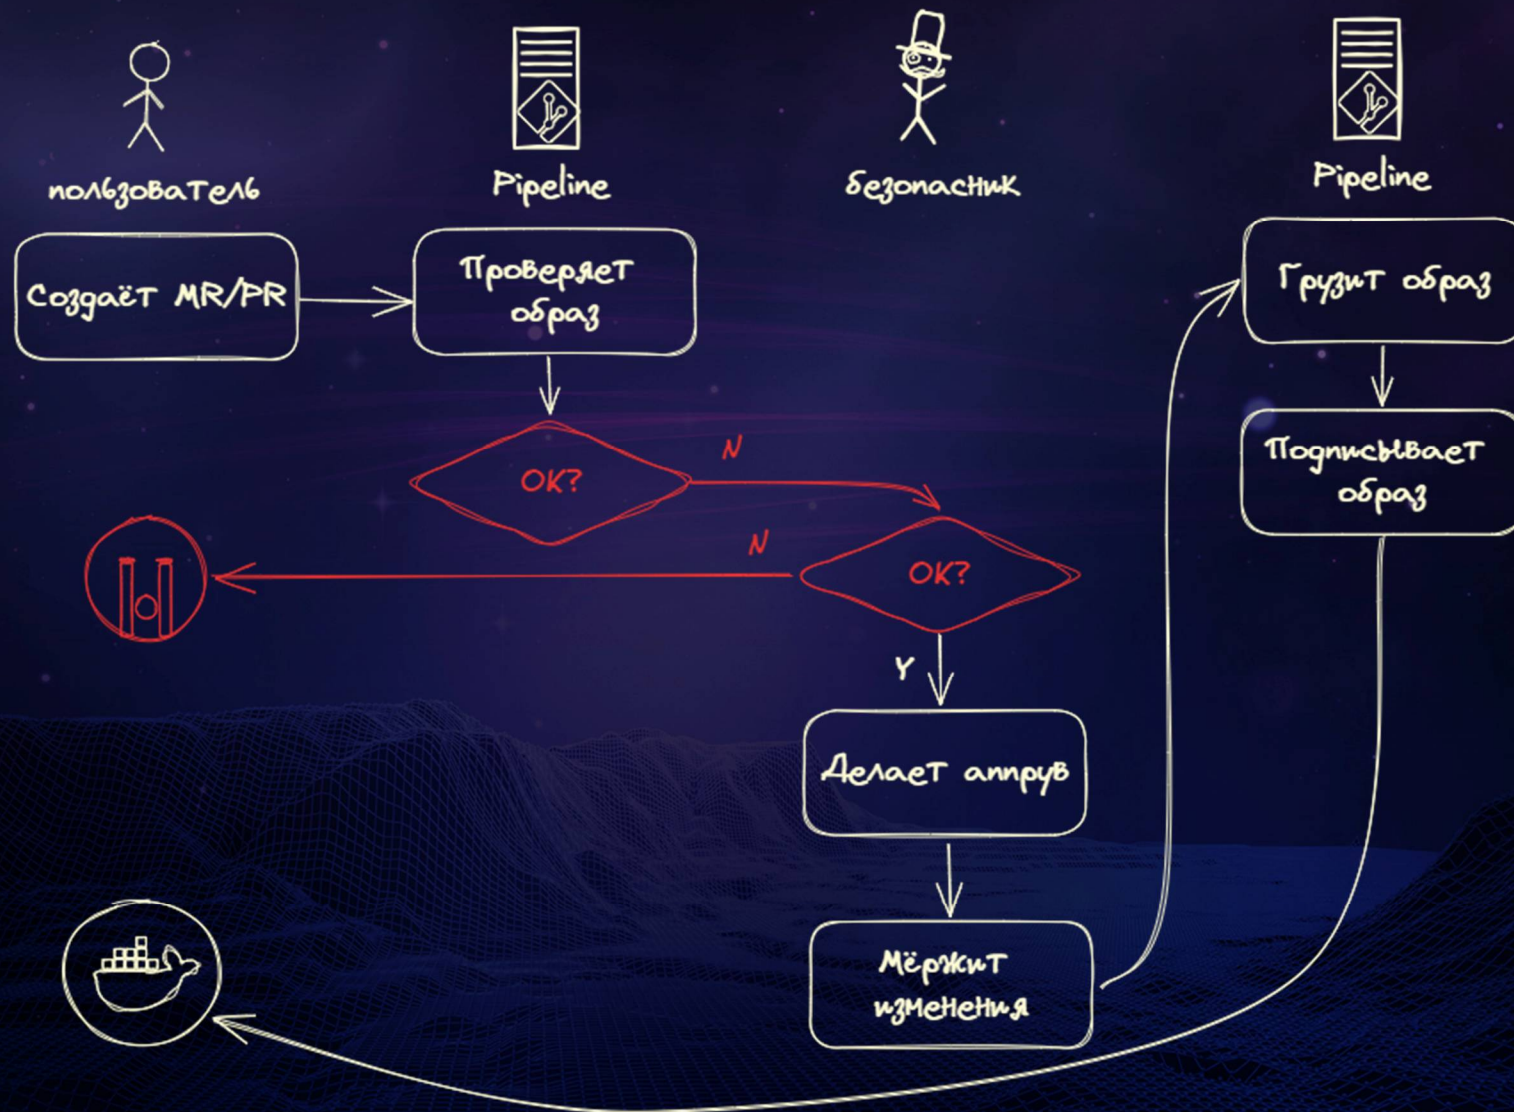 пользователь
Pipeline
безопасник
Pipeline
Создаёт MR/PR
Проверяет
образ
Грузит образ
OK?
N
Подписывает
образ
N
OK?
Y
Делает аппрув
Мёржит
изменения